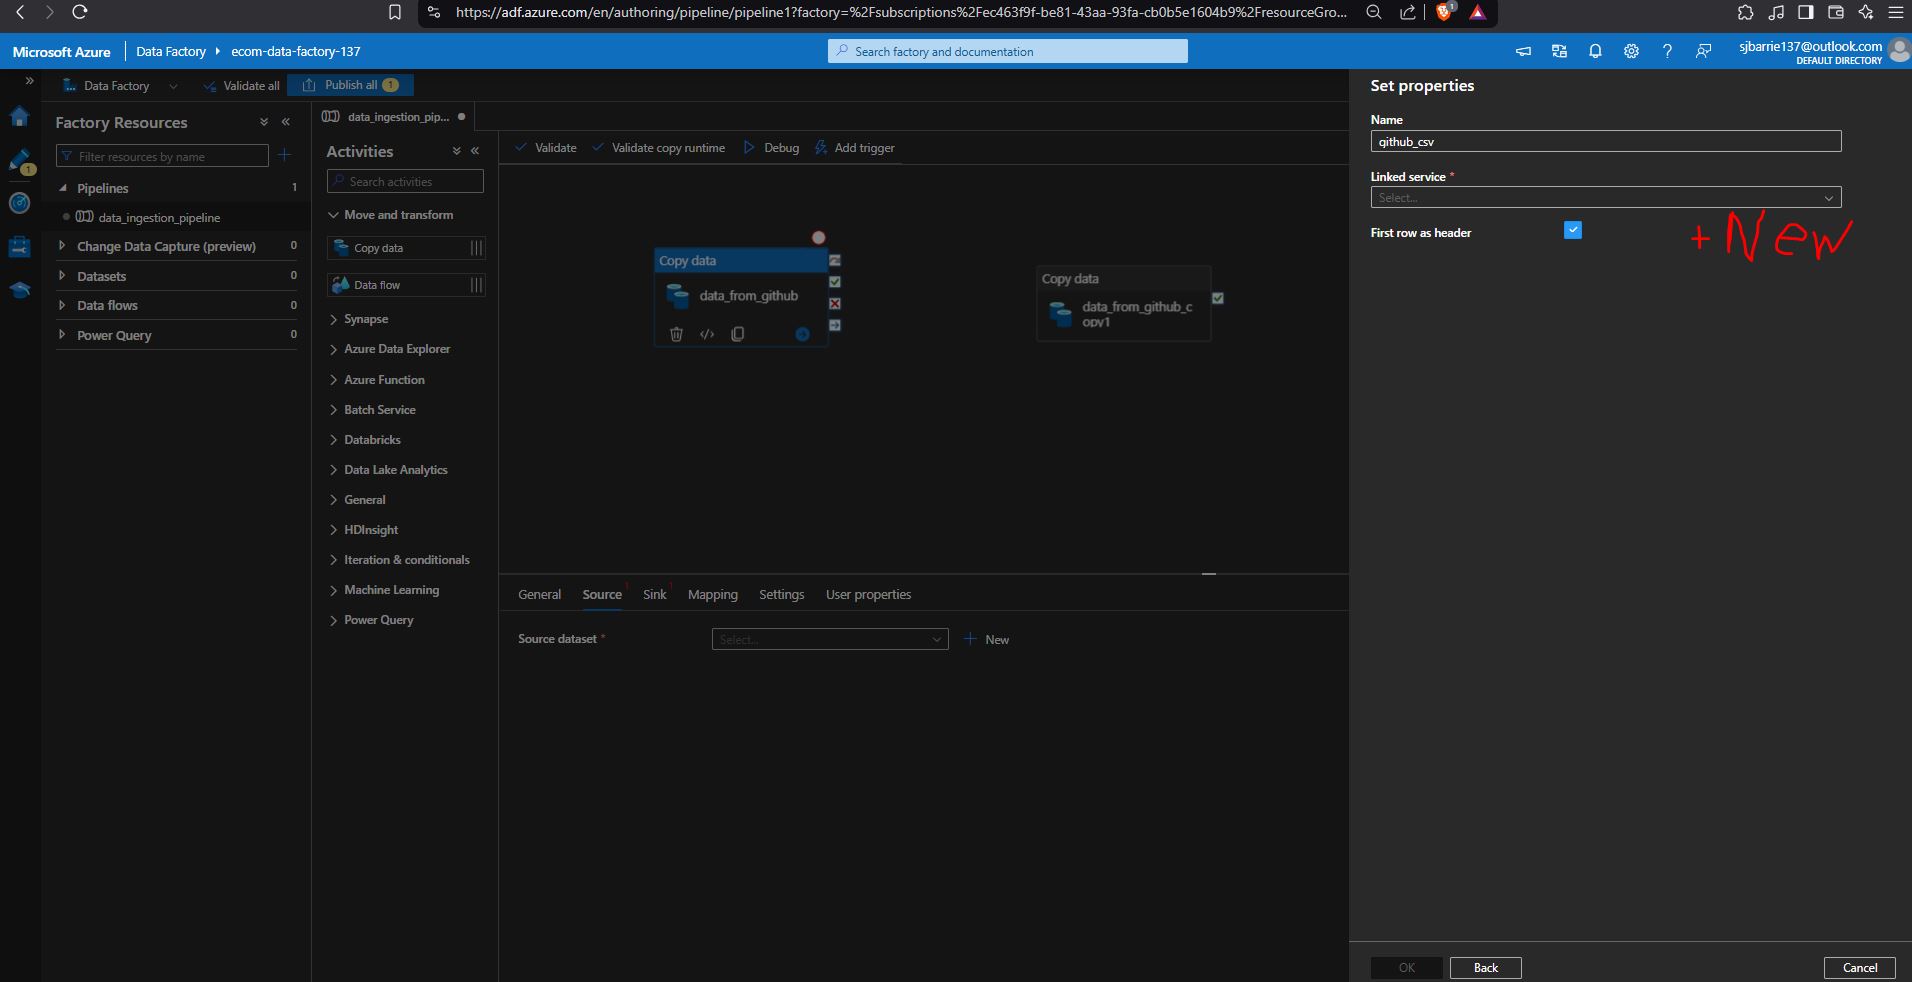 https://adf.azure.com/en/authoring/pipeline/pipeline1?factory=%2Fsubscriptions%2Fec463f9f-be81-43aa-93fa-cb0b5e1604b9%2FresourceGro...
1
Microsoft Azure
Data Factory
ecom-data-factory-137
Search factory and documentation
sjbarrie137@outlook.com
DEFAULT DIRECTORY
Data Factory
Validate all
Publish all 1
Factory Resources
Filter resources by name
1
Pipelines 1
data_ingestion_pipeline
Change Data Capture (preview) 0
Datasets 0
Data flows 0
Power Query 0
data_ingestion_pip...
Activities
Search activities
Move and transform
Copy data
Data flow
Synapse
Azure Data Explorer
Azure Function
Batch Service
Databricks
Data Lake Analytics
General
HDInsight
Iteration & conditionals
Machine Learning
Power Query
Validate
Validate copy runtime
Debug
Add trigger
Copy data
data_from_github
Copy data
data_from_github_c
opy1
General
Source 1
Sink 1
Mapping
Settings
User properties
Source dataset *
Select...
New
Set properties
Name
github_csv
Linked service *
Select...
First row as header
+ New
OK
Back
Cancel